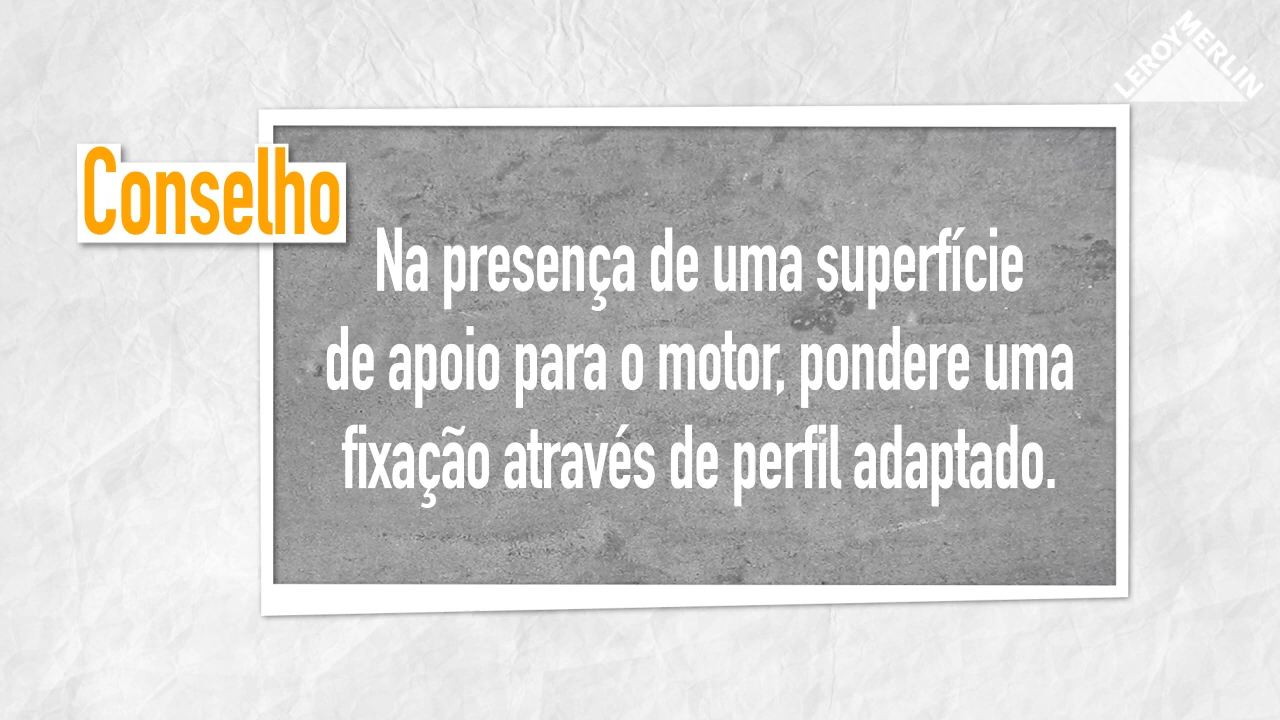 LEROY MERLIN
Conselho
Na presença de uma superfície
de apoio para o motor, pondere uma
fixação através de perfil adaptado.